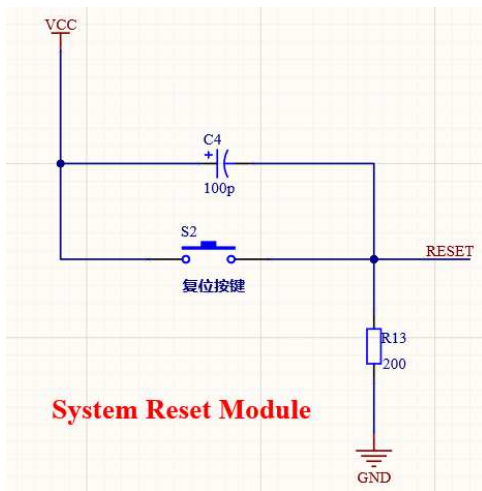 VCC
C4
+
100p
S2
RESET
复位按键
R13
200
System Reset Module
GND